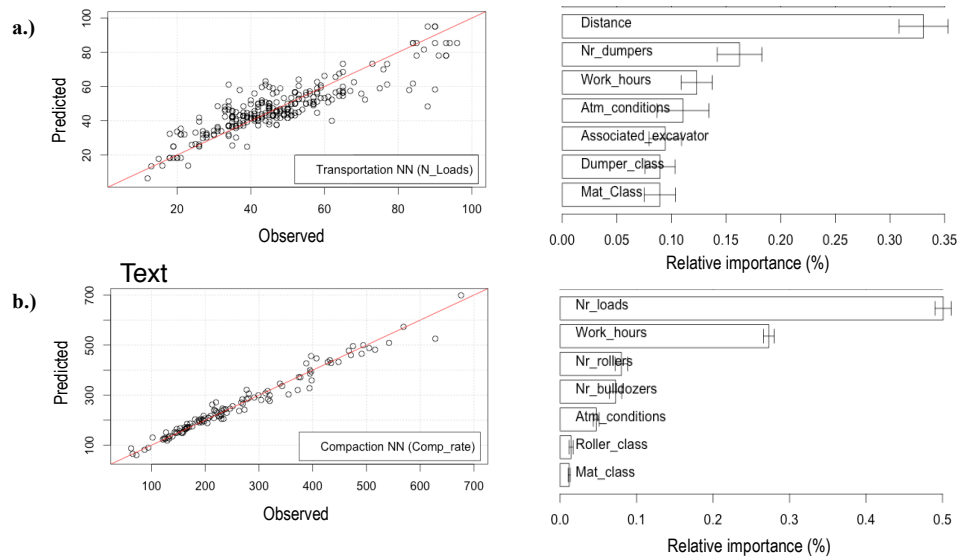 a.)
Predicted
100
80
60
40
20
Transportation NN (N_Loads)
20 40 60 80 100
Observed
Distance
Nr_dumpers
Work_hours
Atm_conditions
Associated_excavator
Dumper_class
Mat_Class
0.00 0.05 0.10 0.15 0.20 0.25 0.30 0.35
Relative importance (%)
Text
b.)
Predicted
700
500
300
100
Compaction NN (Comp_rate)
100 200 300 400 500 600 700
Observed
Nr_loads
Work_hours
Nr_rollers
Nr_bulldozers
Atm_conditions
Roller_class
Mat_class
0.0 0.1 0.2 0.3 0.4 0.5
Relative importance (%)